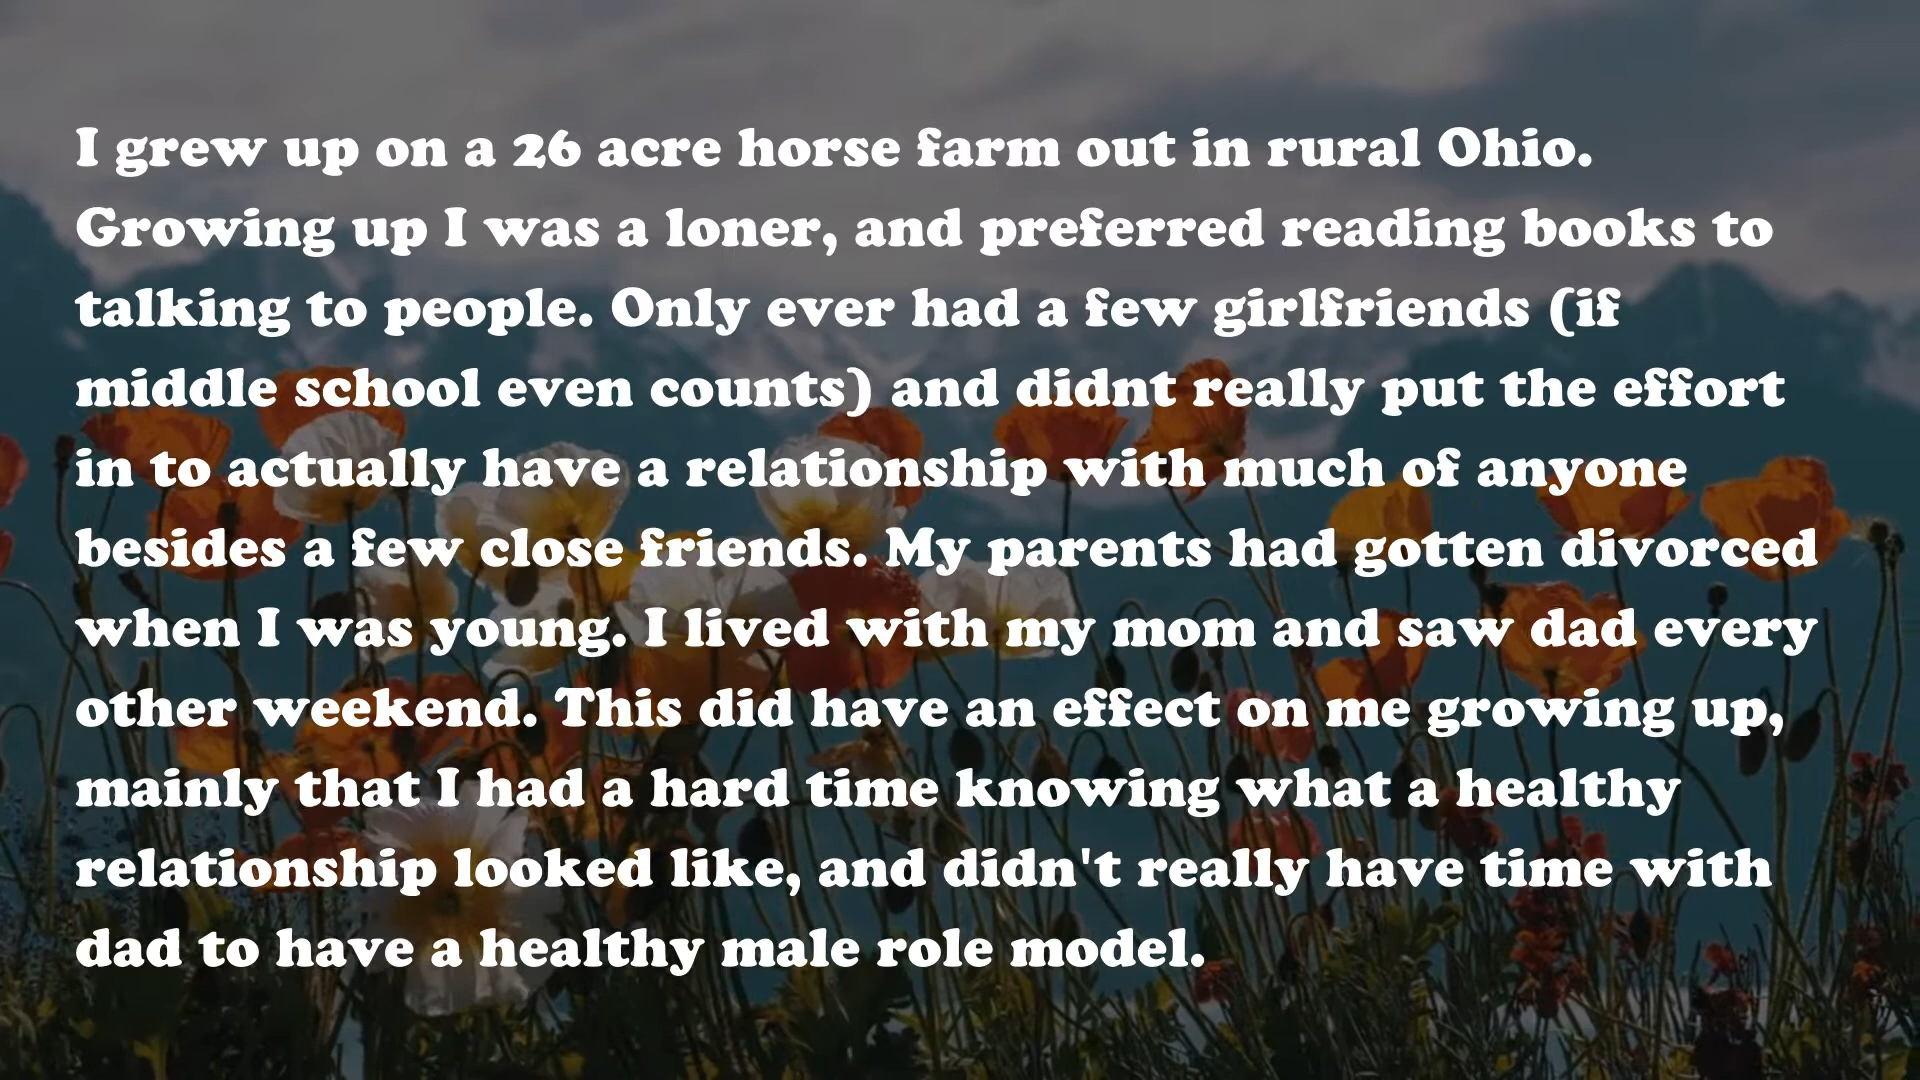 I grew up on a 26 acre horse farm out in rural Ohio.
Growing up I was a loner, and preferred reading books to
talking to people. Only ever had a few girlfriends (if
middle school even counts) and didnt really put the effort
in to actually have a relationship with much of anyone
besides a few close friends. My parents had gotten divorced
when I was young. I lived with my mom and saw dad every
other weekend. This did have an effect on me growing up,
mainly that I had a hard time knowing what a healthy
relationship looked like, and didn't really have time with
dad to have a healthy male role model.